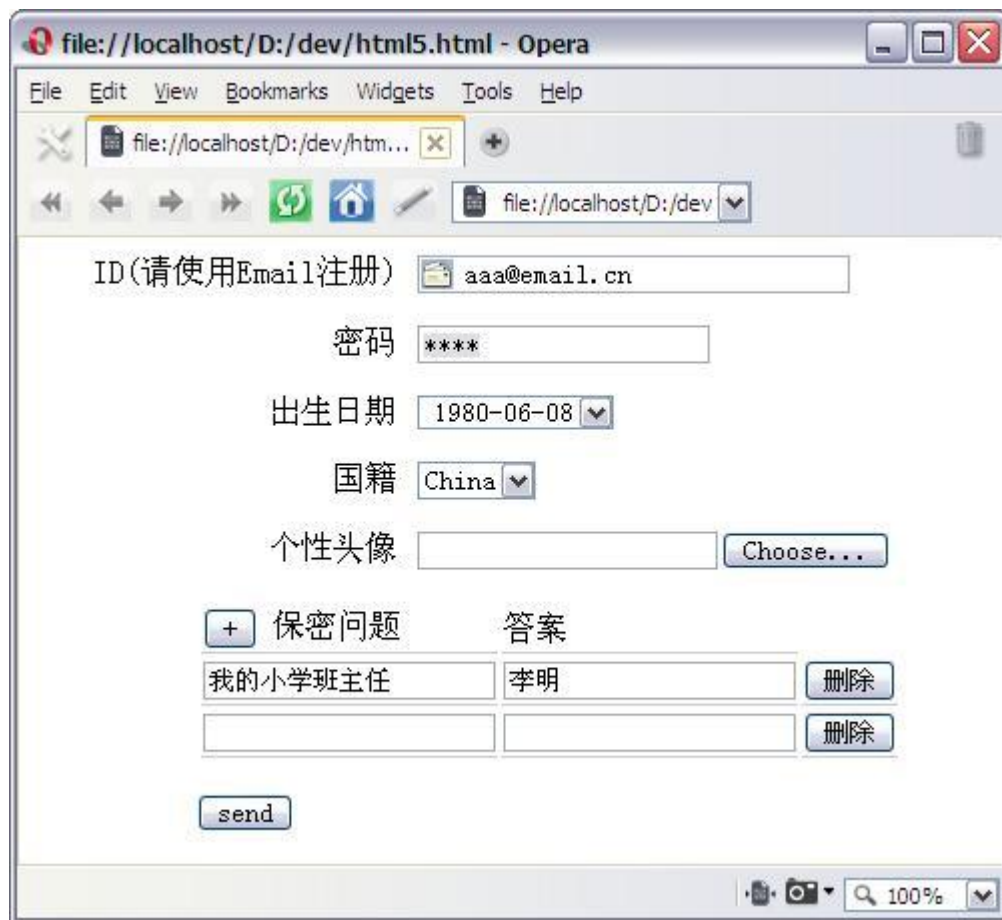 file://localhost/D:/dev/html5.html - Opera
File Edit View Bookmarks Widgets Tools Help
file://localhost/D:/dev/htm...
file://localhost/D:/dev
ID(请使用Email注册) aaa@email.cn
密码 ****
出生日期 1980-06-08
国籍 China
个性头像 Choose...
+ 保密问题 答案
我的小学班主任 李明 删除
删除
send
100%